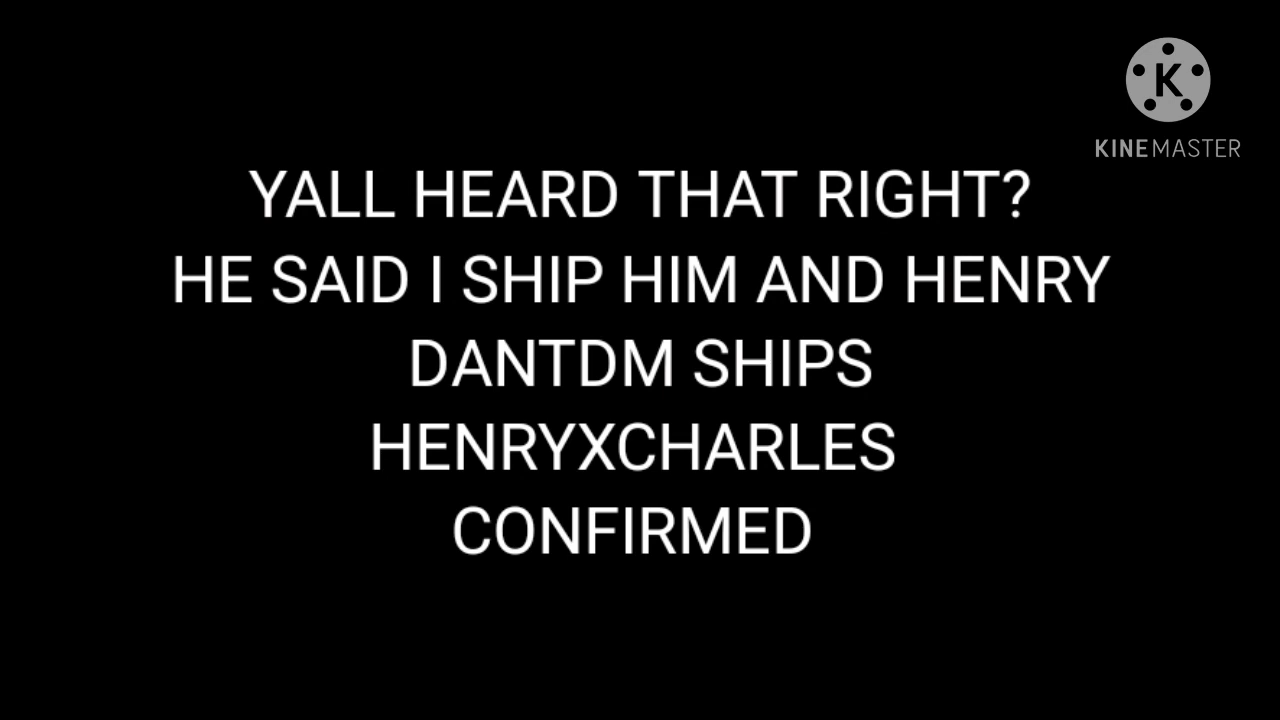 K
KINEMASTER
YALL HEARD THAT RIGHT?
HE SAID I SHIP HIM AND HENRY
DANTDM SHIPS
HENRYXCHARLES
CONFIRMED